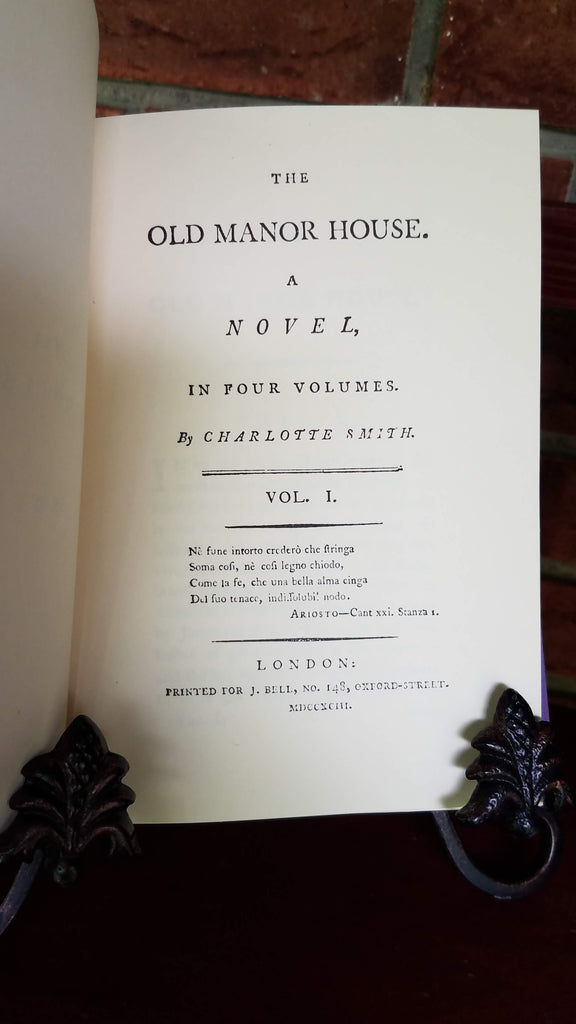 THE
OLD MANOR HOUSE.
A
NOVEL,
IN FOUR VOLUMES.
By CHARLOTTE SMITH.
VOL. I.
Nè fune intorto crederò che ſtringa
Soma coſi, nè coſi legno chiodo,
Come la fe, che una bella alma cinga
Del ſuo tenace, indiſſolubil nodo.
ARIOSTO—Cant xxi. Stanza 1.
LONDON:
PRINTED FOR J. BELL, NO. 148, OXFORD-STREET.
MDCCXCIII.